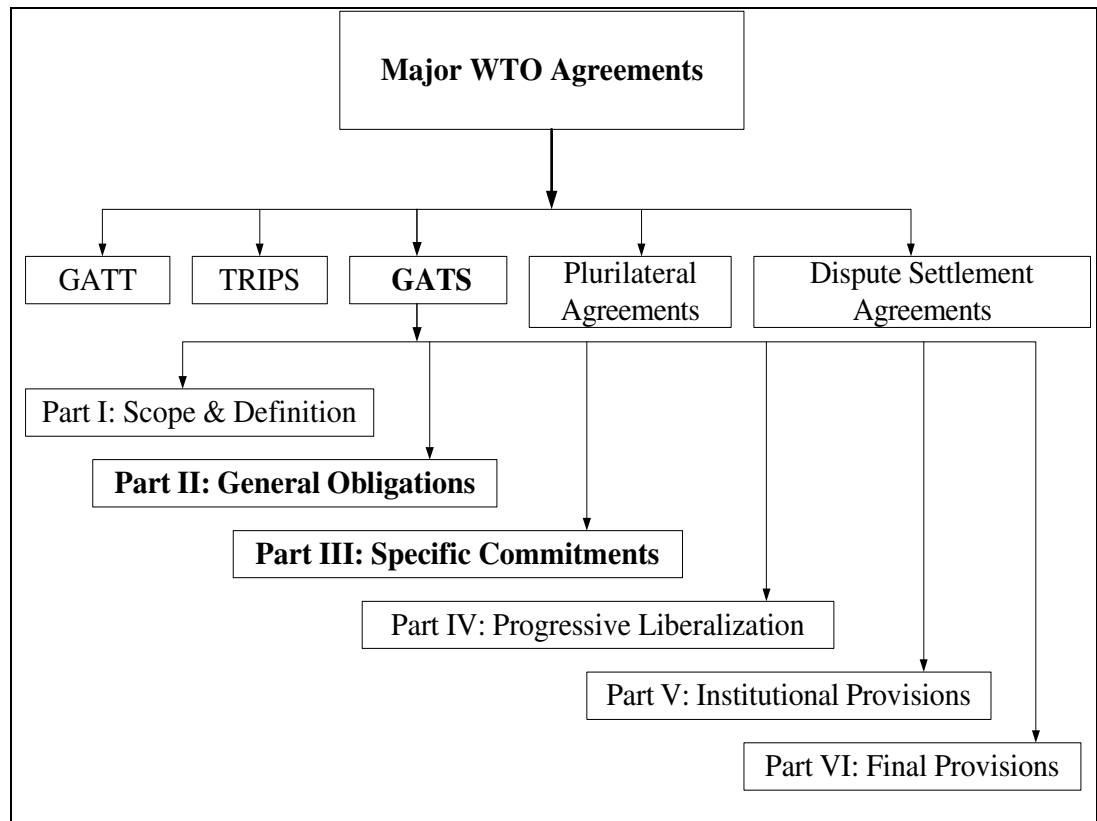 Major WTO Agreements
GATT
TRIPS
GATS
Plurilateral
Agreements
Dispute Settlement
Agreements
Part I: Scope & Definition
Part II: General Obligations
Part III: Specific Commitments
Part IV: Progressive Liberalization
Part V: Institutional Provisions
Part VI: Final Provisions